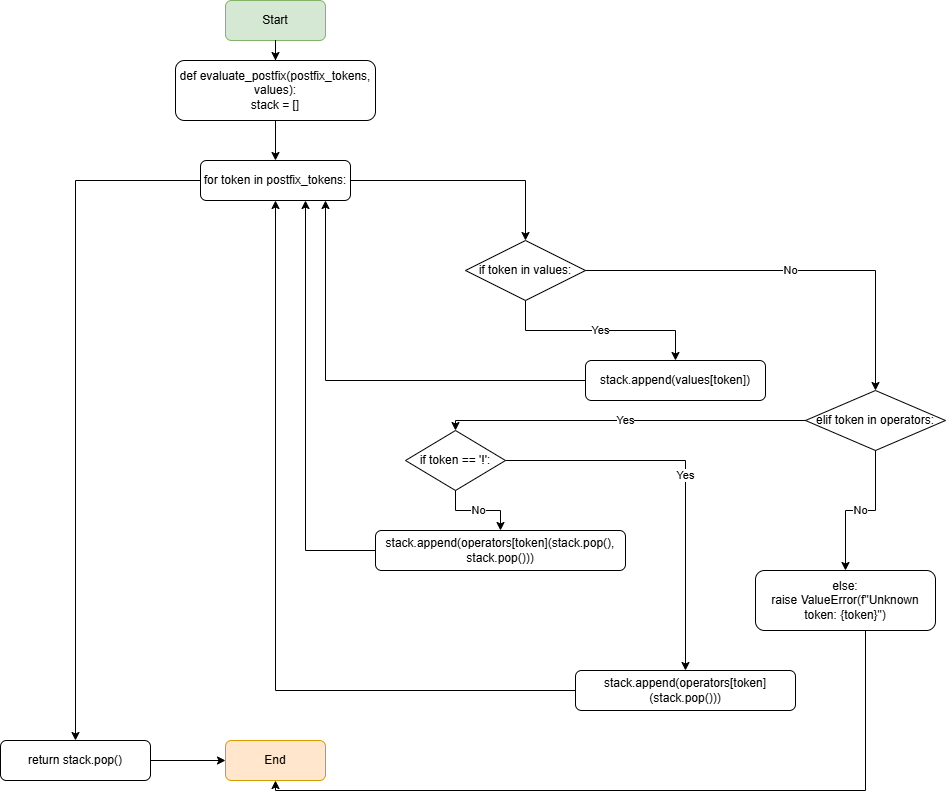 Start
def evaluate_postfix(postfix_tokens,
values):
stack = []
for token in postfix_tokens:
if token in values:
No
Yes
stack.append(values[token])
elif token in operators:
Yes
if token == '!':
Yes
No
No
stack.append(operators[token](stack.pop(),
stack.pop()))
else:
raise ValueError(f"Unknown
token: {token}")
stack.append(operators[token]
(stack.pop()))
return stack.pop()
End